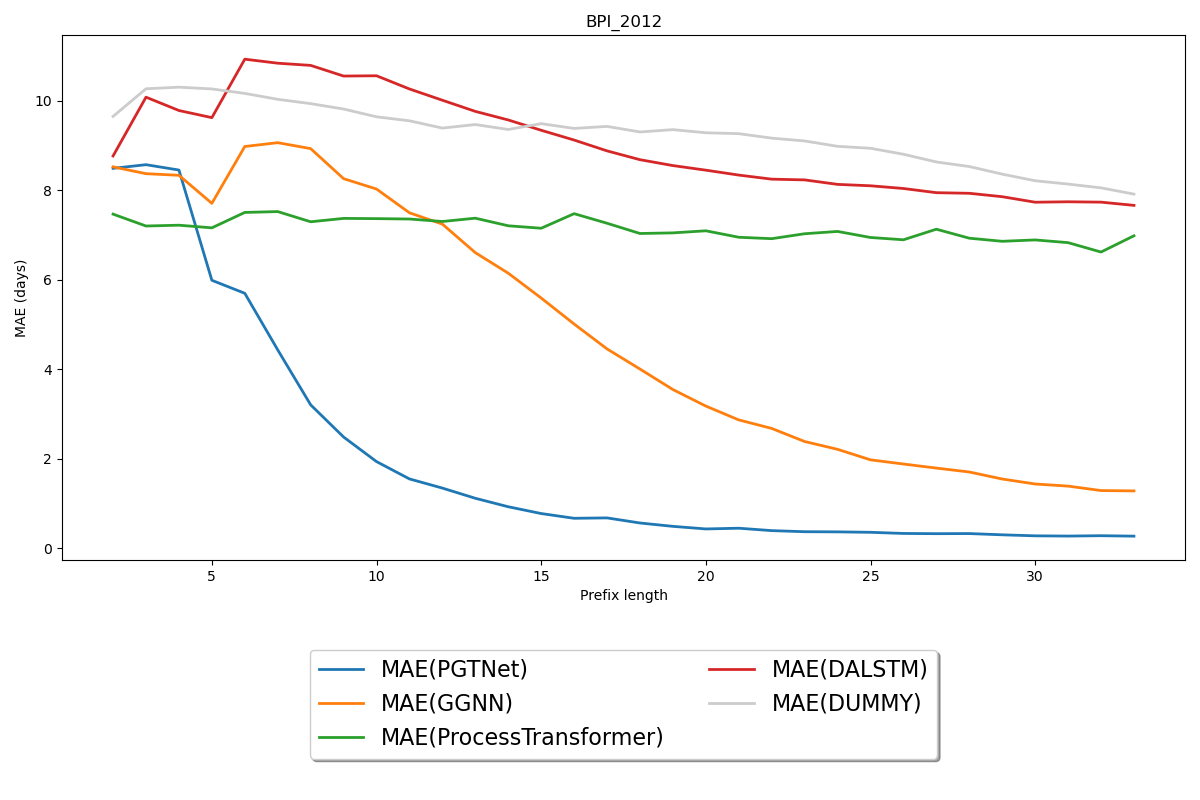 BPI_2012
MAE (days)
10
8
6
4
2
0
5 10 15 20 25 30
Prefix length
MAE(PGTNet)
MAE(GGNN)
MAE(ProcessTransformer)
MAE(DALSTM)
MAE(DUMMY)